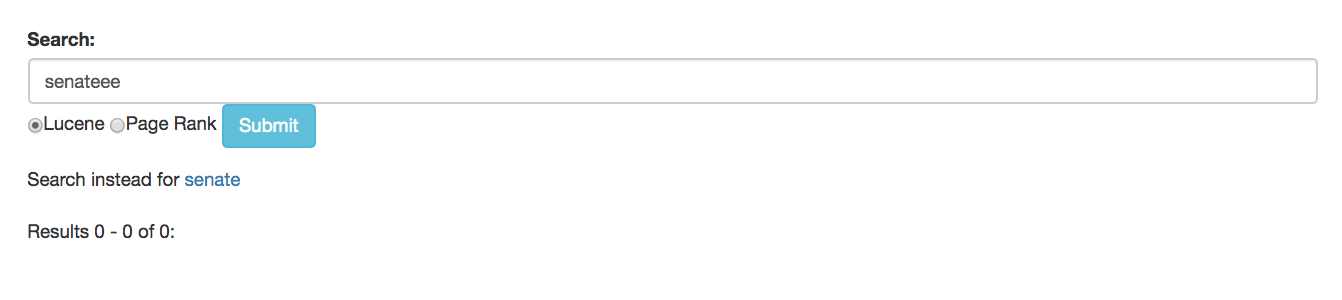 Search:
senateee
Lucene Page Rank Submit
Search instead for senate
Results 0 - 0 of 0: